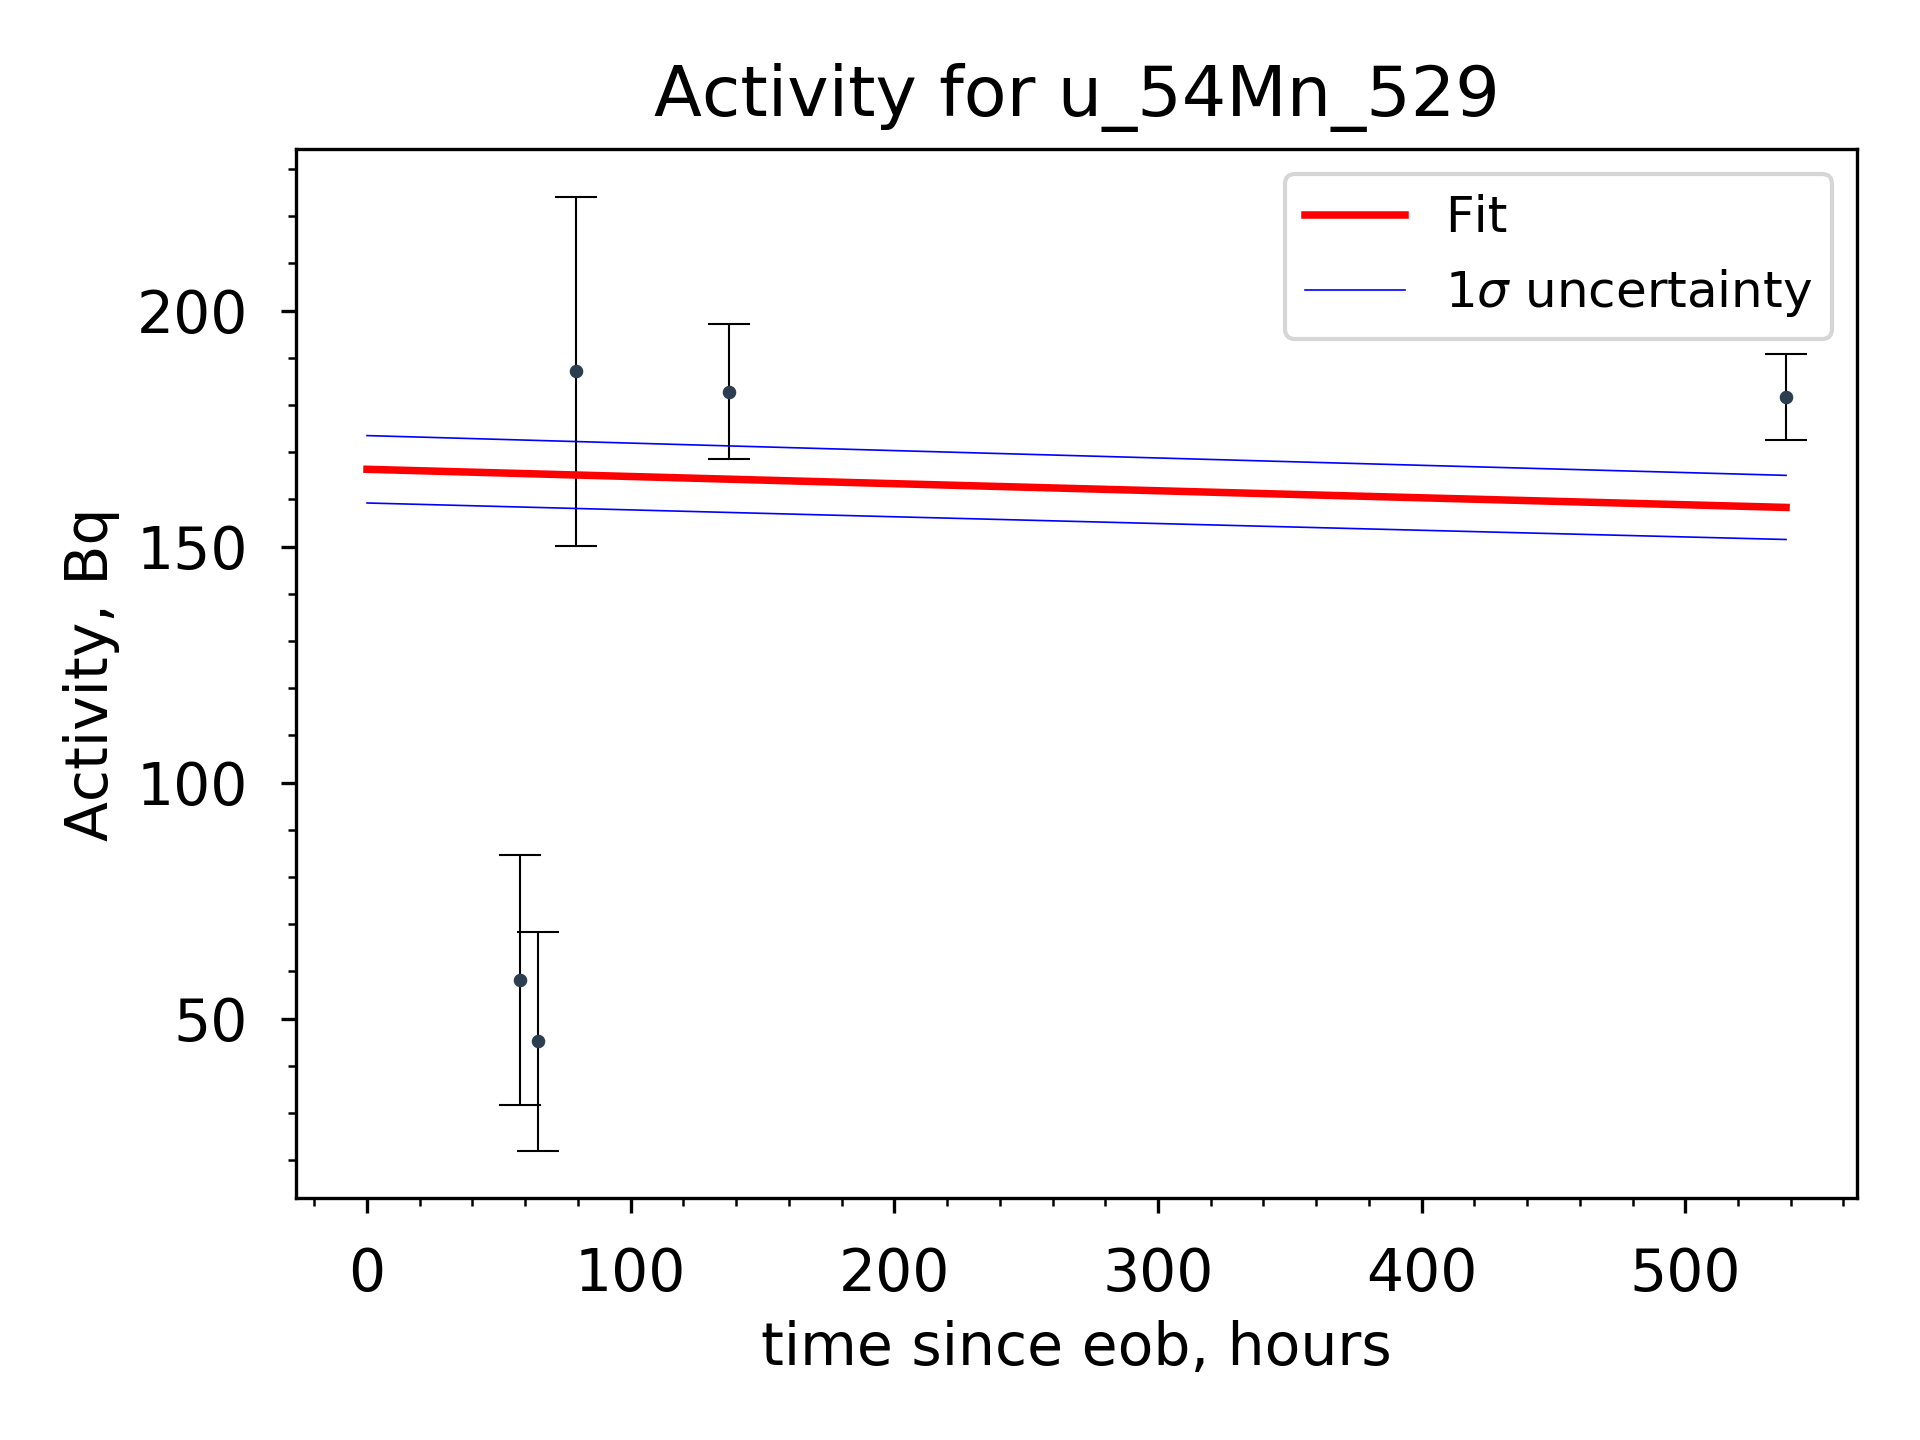 Activity for u_54Mn_529
Fit
1σ uncertainty
Activity, Bq
200
150
100
50
0 100 200 300 400 500
time since eob, hours